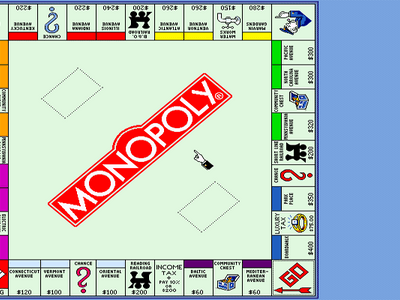 MONOPOLY®
PACIFIC
AVENUE
$300
NORTH
CAROLINA
AVENUE
$300
COMMUNITY
CHEST
PENNSYLVANIA
AVENUE
$320
SHORT LINE
RAILROAD
$200
CHANCE
PARK
PLACE
$350
LUXURY
TAX
$75.00
BOARDWALK
$400
$220
CHANCE
KENTUCKY
AVENUE
$220
INDIANA
AVENUE
$240
ILLINOIS
AVENUE
$200
B.& O.
RAILROAD
$260
ATLANTIC
AVENUE
$260
VENTNOR
AVENUE
$150
WATER
WORKS
$280
MARVIN
GARDENS
CONNECTICUT
AVENUE
$120
VERMONT
AVENUE
$100
CHANCE
ORIENTAL
AVENUE
$100
READING
RAILROAD
$200
INCOME
TAX
PAY 10%
OR
$200
BALTIC
AVENUE
$60
COMMUNITY
CHEST
MEDITER-
RANEAN
AVENUE
$60
GO